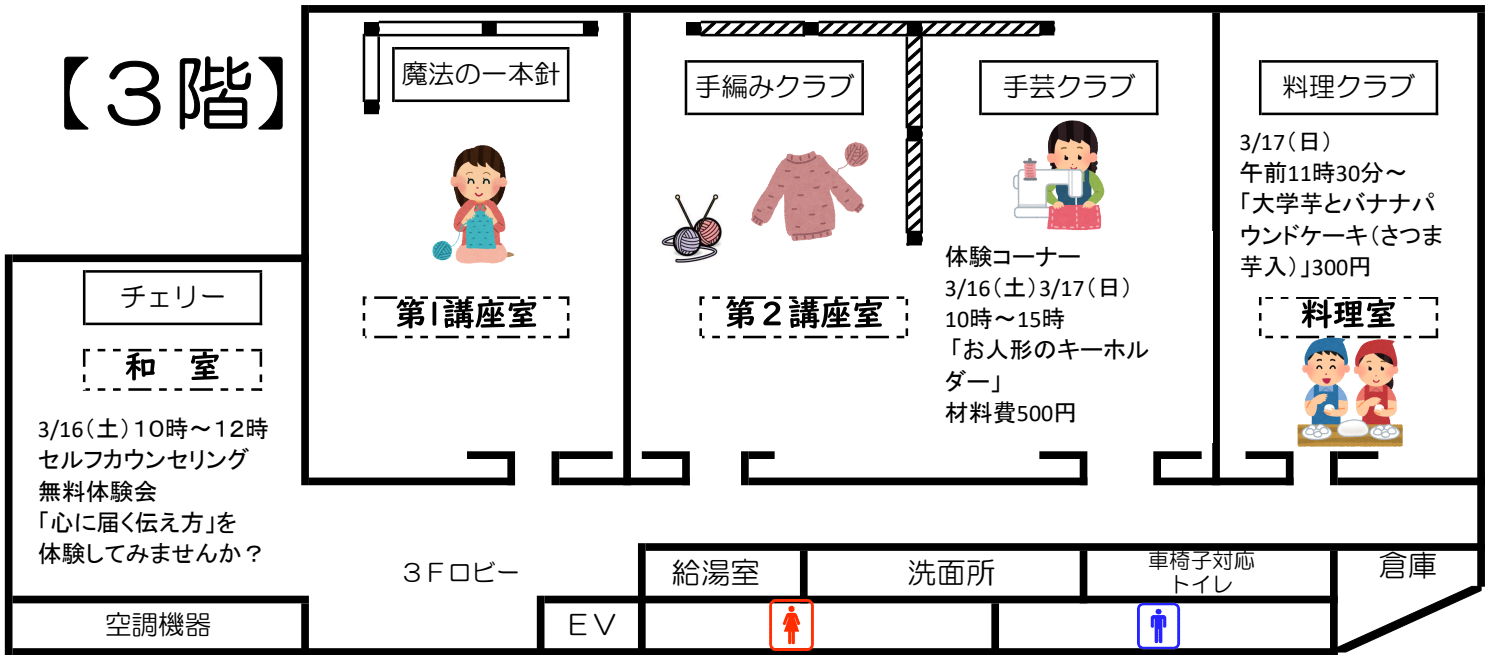 【３階】
魔法の一本針
第1講座室
手編みクラブ
第２講座室
手芸クラブ
体験コーナー
3/16(土)3/17(日)
10時～15時
「お人形のキーホル
ダー」
材料費500円
料理クラブ
3/17(日)
午前11時30分～
「大学芋とバナナパ
ウンドケーキ(さつま
芋入)」300円
料理室
チェリー
和　室
3/16(土)１０時～１２時
セルフカウンセリング
無料体験会
「心に届く伝え方」を
体験してみませんか？
３Ｆロビー
給湯室
洗面所
車椅子対応
トイレ
倉庫
空調機器
ＥＶ